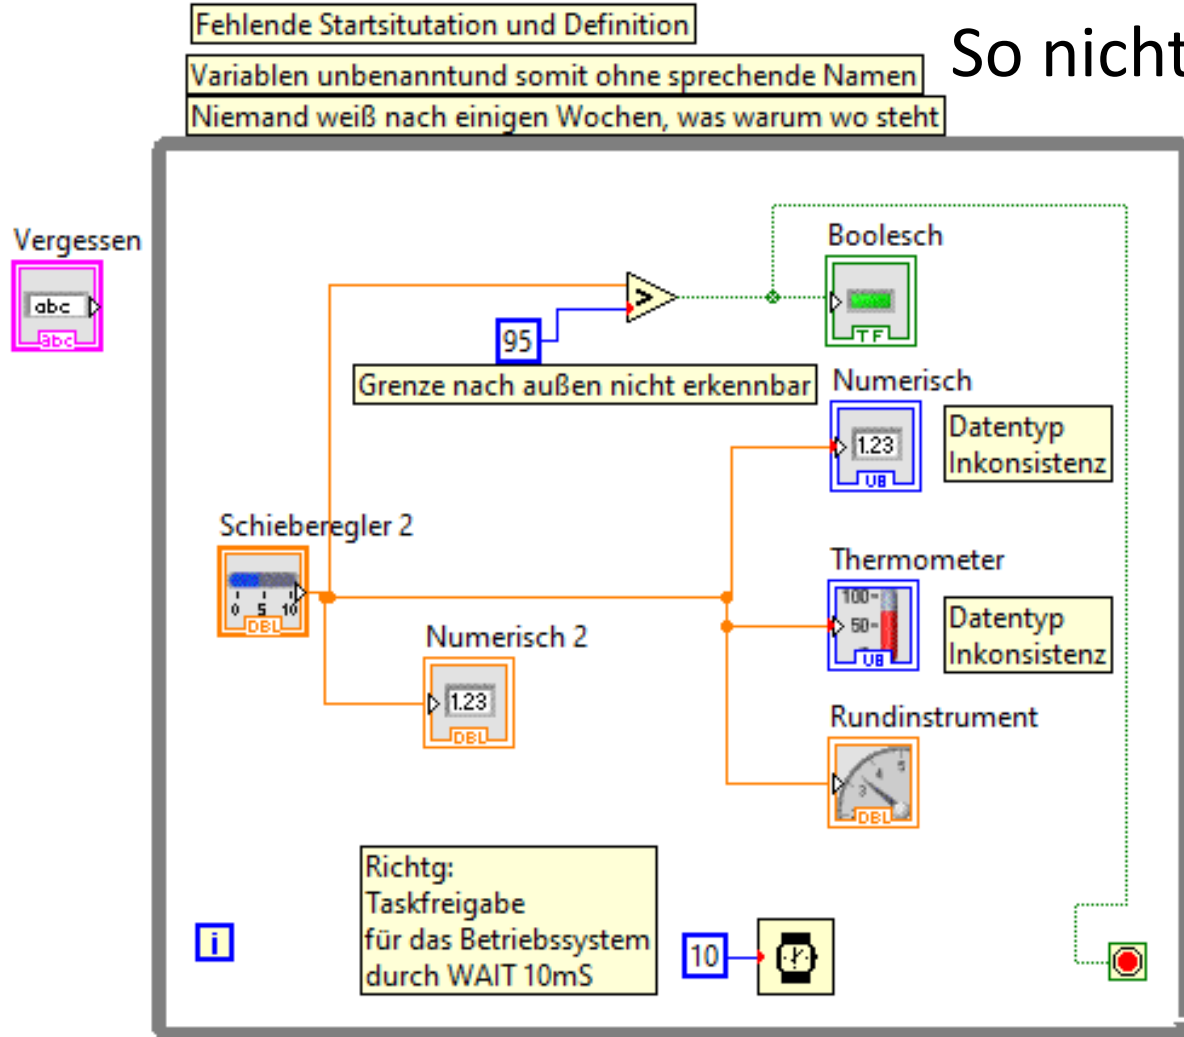 Fehlende Startsitutation und Definition
So nicht
Variablen unbenanntund somit ohne sprechende Namen
Niemand weiß nach einigen Wochen, was warum wo steht
Vergessen
abc
abc
Boolesch
TF
>
95
Grenze nach außen nicht erkennbar
Numerisch
1.23
U8
Datentyp
Inkonsistenz
Schieberegler 2
0 5 10
DBL
Thermometer
100-
50-
U8
Datentyp
Inkonsistenz
Numerisch 2
1.23
DBL
Rundinstrument
3 4 5
DBL
Richtg:
Taskfreigabe
für das Betriebssystem
durch WAIT 10mS
i
10